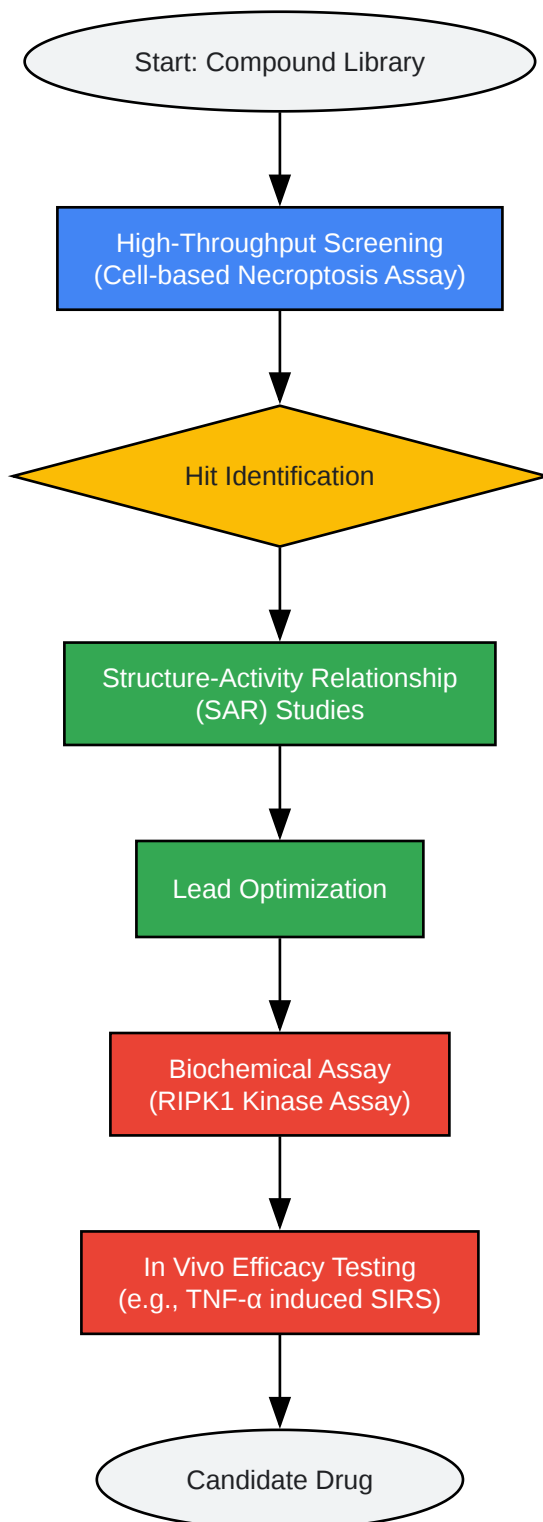 Start: Compound Library
High-Throughput Screening
(Cell-based Necroptosis Assay)
Hit Identification
Structure-Activity Relationship
(SAR) Studies
Lead Optimization
Biochemical Assay
(RIPK1 Kinase Assay)
In Vivo Efficacy Testing
(e.g., TNF-α induced SIRS)
Candidate Drug